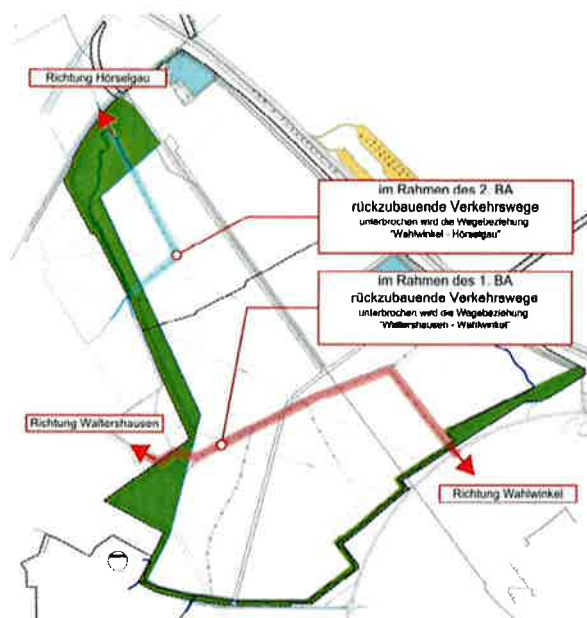 Richtung Hörselgau
im Rahmen des 2. BA
rückzubauende Verkehrswege
unterbrochen wird die Wegebeziehung
"Wahlwinkel - Hörselgau"
im Rahmen des 1. BA
rückzubauende Verkehrswege
unterbrochen wird die Wegebeziehung
"Waltershausen - Wahlwinkel"
Richtung Waltershausen
Richtung Wahlwinkel